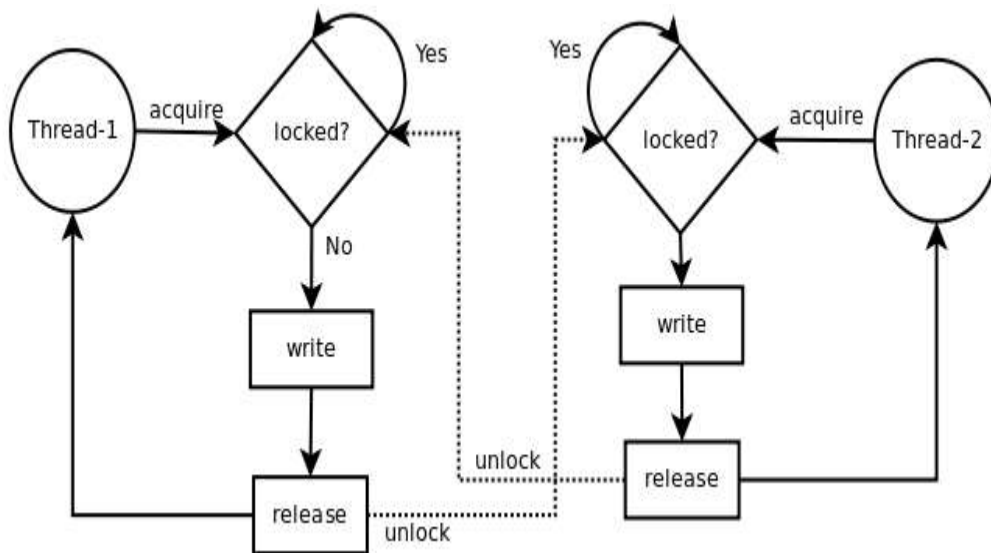 Yes
Yes
acquire
acquire
Thread-1
locked?
locked?
Thread-2
No
write
write
unlock
release
release
unlock